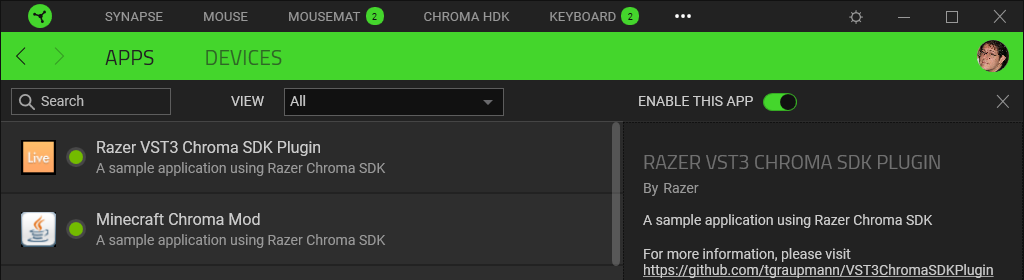 SYNAPSE MOUSE MOUSEMAT 2 CHROMA HDK KEYBOARD 2 •••
APPS DEVICES
Search VIEW All ENABLE THIS APP
Live
Razer VST3 Chroma SDK Plugin
A sample application using Razer Chroma SDK
Minecraft Chroma Mod
A sample application using Razer Chroma SDK
RAZER VST3 CHROMA SDK PLUGIN
By Razer
A sample application using Razer Chroma SDK
For more information, please visit
https://github.com/tgraupmann/VST3ChromaSDKPlugin